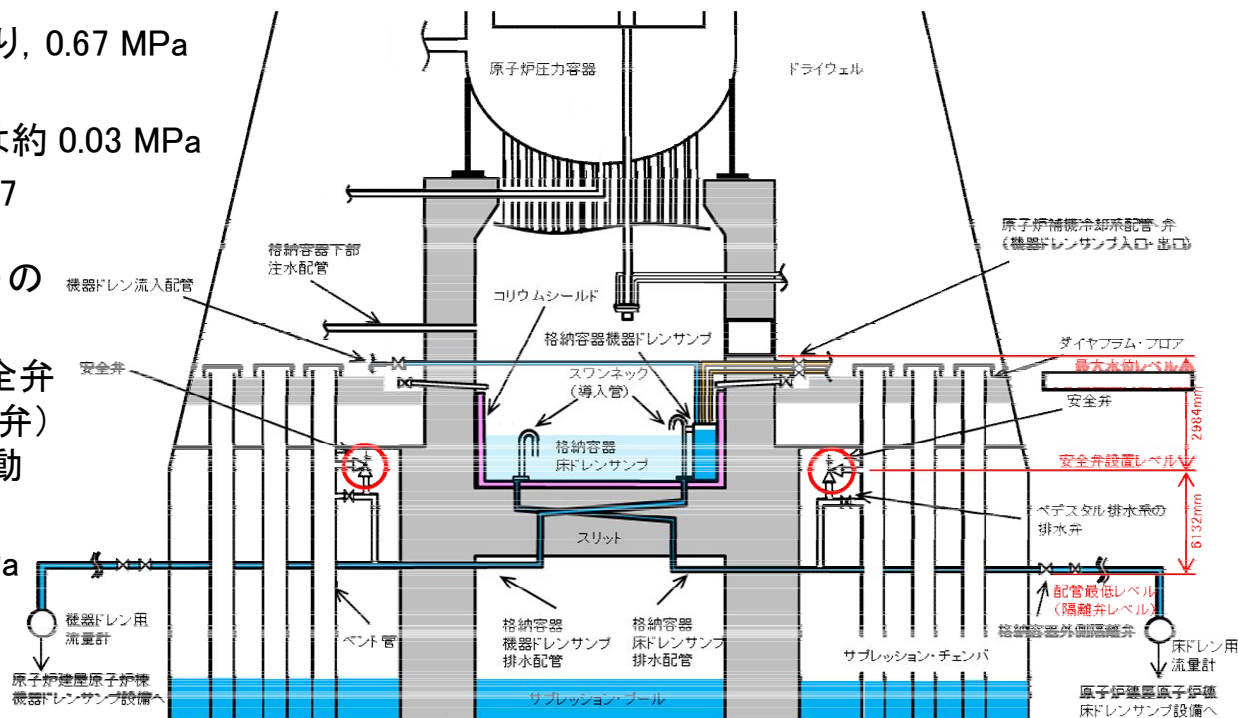 り，0.67 MPa
は約 0.03 MPa
7
の
全弁
弁）
動
a
原子炉圧力容器
ドライウェル
格納容器下部
注水配管
機器ドレン流入配管
コリウムシールド
格納容器機器ドレンサンプ
原子炉補機冷却系配管・弁
（機器ドレンサンプ入口・出口）
ダイヤフラム・フロア
最大水位レベル
安全弁
スワンネック
（導入管）
安全弁
2984mm
格納容器
床ドレンサンプ
安全弁設置レベル
ペデスタル排水系の
排水弁
6132mm
スリット
配管最低レベル
（隔離弁レベル）
格納容器外側隔離弁
機器ドレン用
流量計
ベント管
格納容器
機器ドレンサンプ
排水配管
格納容器
床ドレンサンプ
排水配管
サプレッション・チェンバ
床ドレン用
流量計
原子炉建屋原子炉棟
機器ドレンサンプ設備へ
サプレッション・プール
原子炉建屋原子炉棟
床ドレンサンプ設備へ